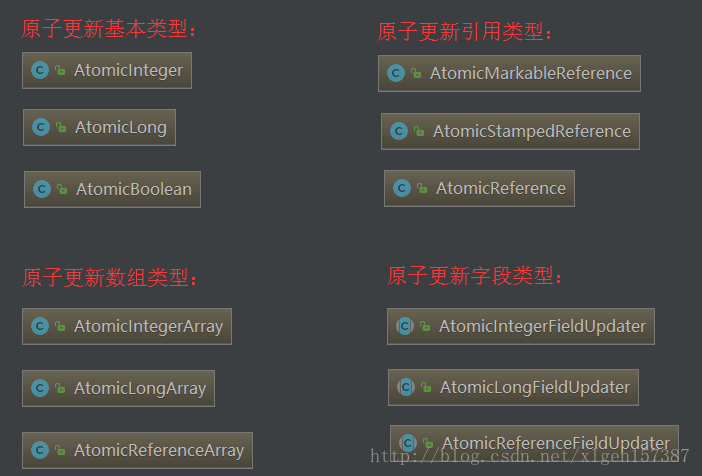 原子更新基本类型：
AtomicInteger
AtomicLong
AtomicBoolean
原子更新引用类型：
AtomicMarkableReference
AtomicStampedReference
AtomicReference
原子更新数组类型：
AtomicIntegerArray
AtomicLongArray
AtomicReferenceArray
原子更新字段类型：
AtomicIntegerFieldUpdater
AtomicLongFieldUpdater
AtomicReferenceFieldUpdater
http://blog.csdn.net/xlgen157387